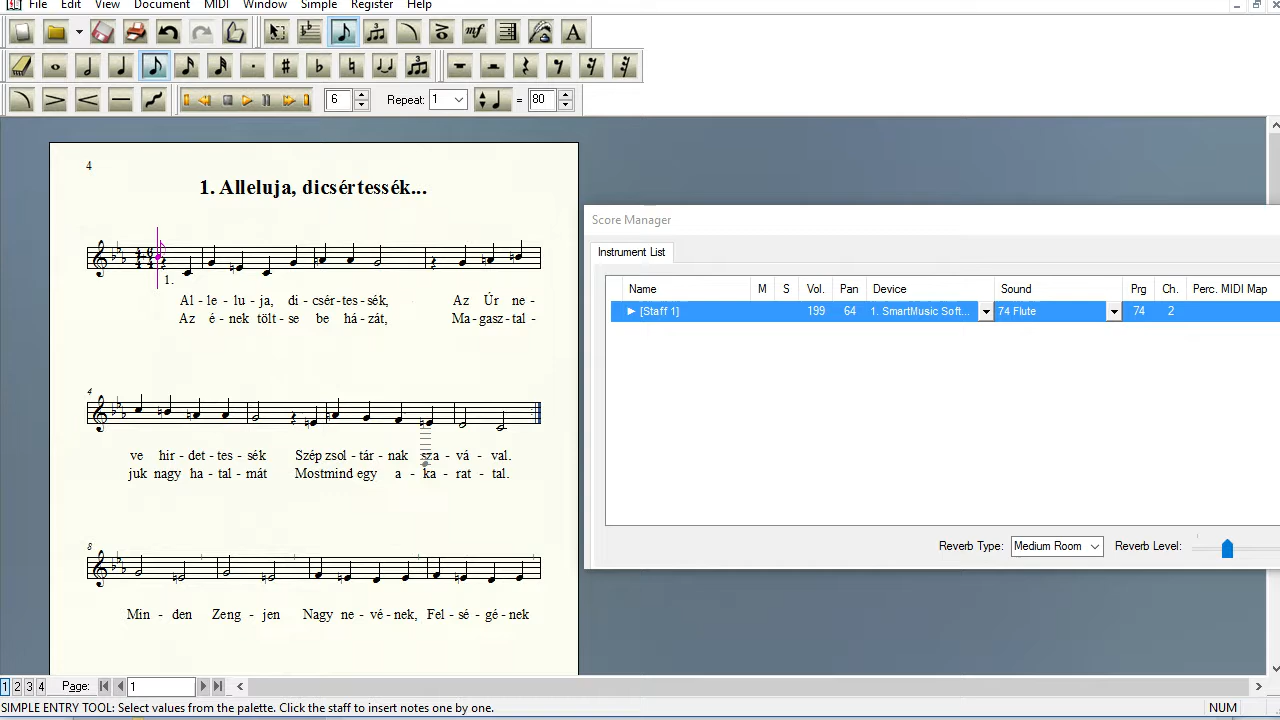 File Edit View Document MIDI Window Simple Register Help
mf A
3
6 Repeat: 1 = 80
4
1. Alleluja, dicsértessék...
1.
Al - le - lu - ja, di - csér - tes - sék, Az Úr ne -
Az é - nek tölt - se be há - zát, Ma - gasz - tal -
4
ve hir - det - tes - sék Szép zsol - tár - nak sza - vá - val.
juk nagy ha - tal - mát Mostmind egy a - ka - rat - tal.
8
Min - den Zeng - jen Nagy ne - vé - nek, Fel - sé - gé - nek
Score Manager
Instrument List
Name M S Vol. Pan Device Sound Prg Ch. Perc. MIDI Map
[Staff 1] 199 64 1. SmartMusic Soft... 74 Flute 74 2
Reverb Type: Medium Room Reverb Level:
1 2 3 4 Page: 1
SIMPLE ENTRY TOOL: Select values from the palette. Click the staff to insert notes one by one. NUM